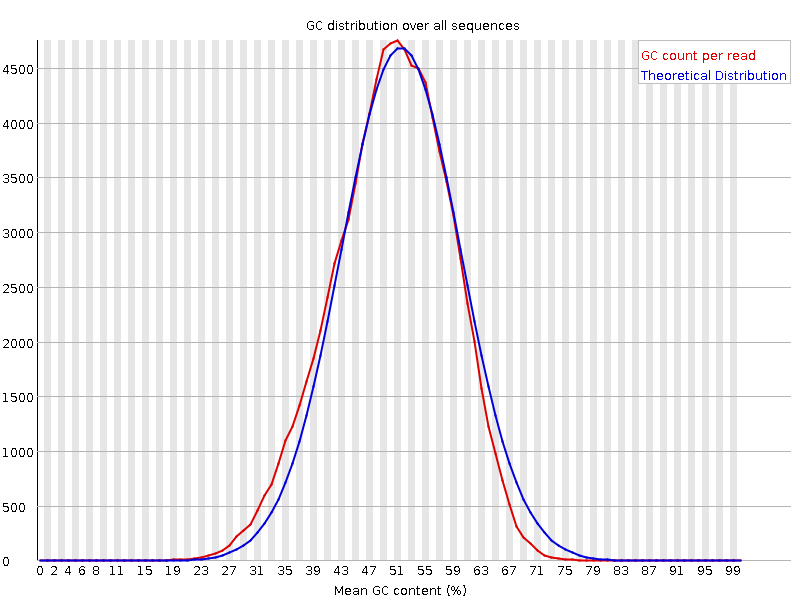 GC distribution over all sequences
GC count per read
Theoretical Distribution
4500
4000
3500
3000
2500
2000
1500
1000
500
0
0 2 4 6 8 11 15 19 23 27 31 35 39 43 47 51 55 59 63 67 71 75 79 83 87 91 95 99
Mean GC content (%)